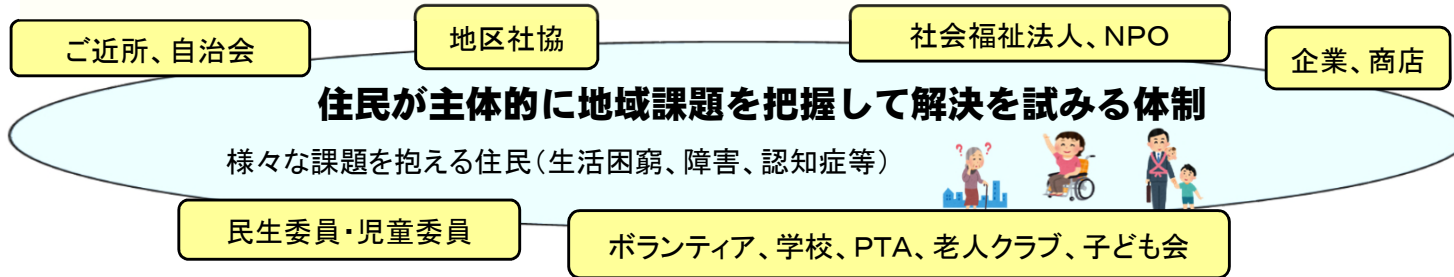 ご近所、自治会
地区社協
社会福祉法人、NPO
企業、商店
住民が主体的に地域課題を把握して解決を試みる体制
様々な課題を抱える住民(生活困窮、障害、認知症等)
? ?
民生委員・児童委員
ボランティア、学校、PTA、老人クラブ、子ども会